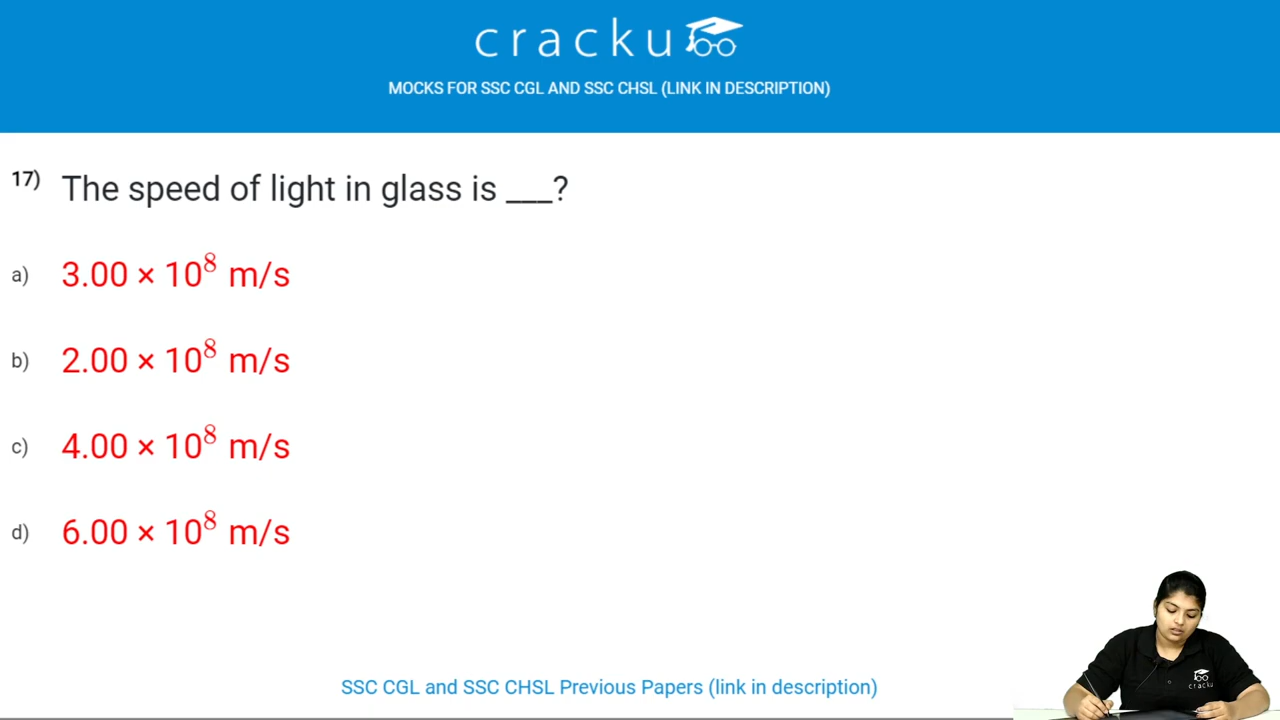 cracku
MOCKS FOR SSC CGL AND SSC CHSL (LINK IN DESCRIPTION)
17) The speed of light in glass is ___?
a) 3.00 × 10⁸ m/s
b) 2.00 × 10⁸ m/s
c) 4.00 × 10⁸ m/s
d) 6.00 × 10⁸ m/s
cracku
SSC CGL and SSC CHSL Previous Papers (link in description)